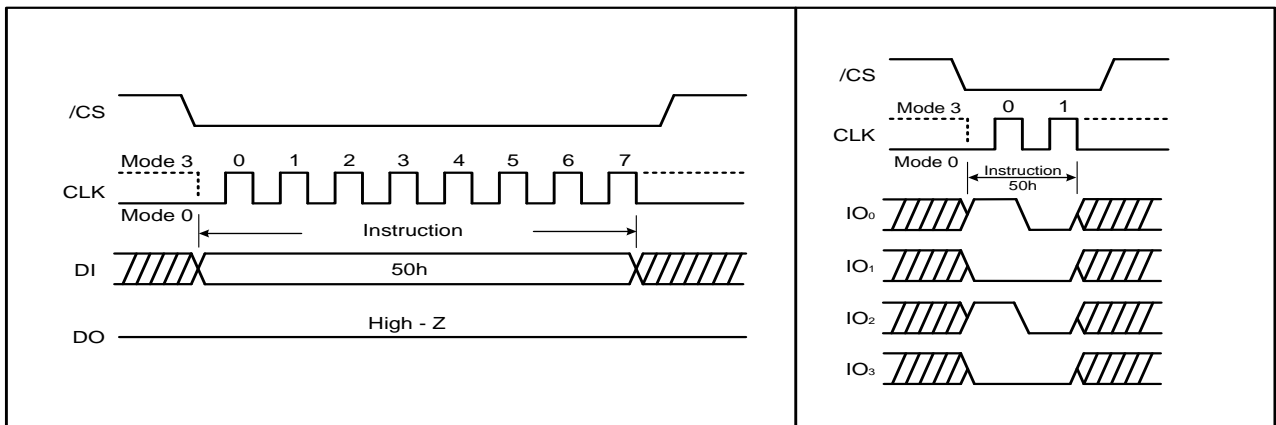 /CS
Mode 3
0 1 2 3 4 5 6 7
CLK
Mode 0
Instruction
DI
50h
High - Z
DO
/CS
Mode 3
0 1
CLK
Mode 0
Instruction
50h
IO₀
IO₁
IO₂
IO₃